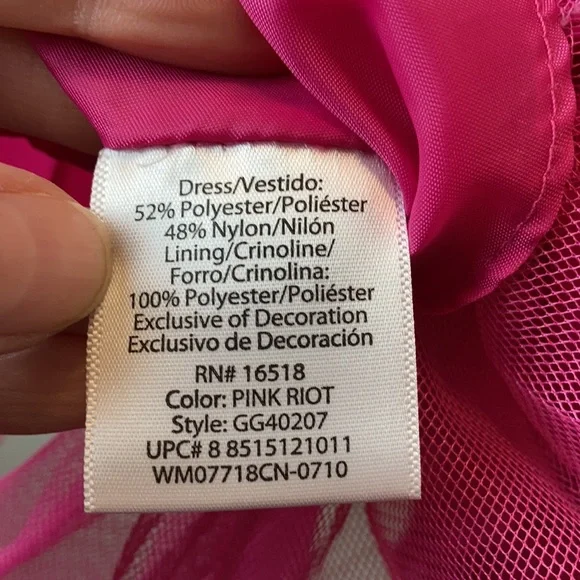 Dress/Vestido:
52% Polyester/Poliéster
48% Nylon/Nilón
Lining/Crinoline/
Forro/Crinolina:
100% Polyester/Poliéster
Exclusive of Decoration
Exclusivo de Decoración
RN# 16518
Color: PINK RIOT
Style: GG40207
UPC# 8 8515121011
WM07718CN-0710